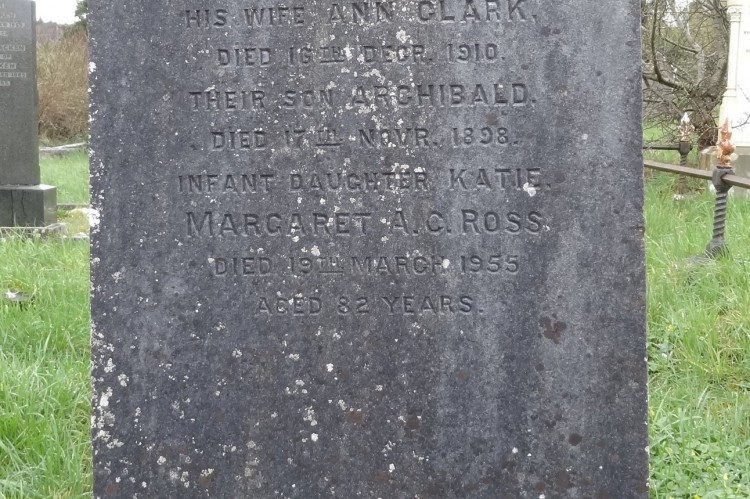 HIS WIFE ANN CLARK.
DIED 16TH DECR. 1910.
THEIR SON ARCHIBALD.
DIED 17TH NOVR. 1898.
INFANT DAUGHTER KATIE.
MARGARET A. C. ROSS
DIED 19TH MARCH 1955
AGED 82 YEARS.